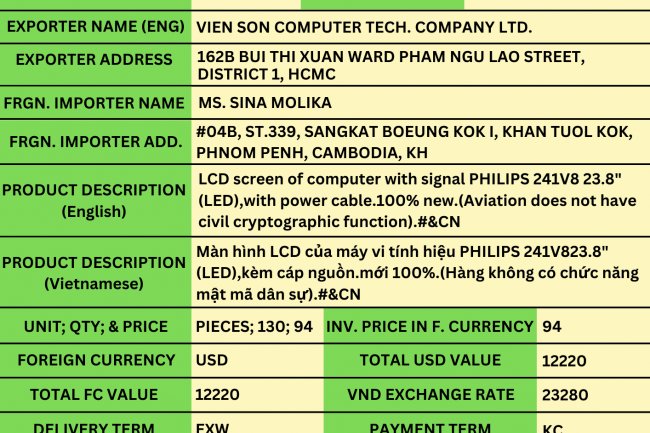 EXPORTER NAME (ENG) VIEN SON COMPUTER TECH. COMPANY LTD.
EXPORTER ADDRESS 162B BUI THI XUAN WARD PHAM NGU LAO STREET,
DISTRICT 1, HCMC
FRGN. IMPORTER NAME MS. SINA MOLIKA
FRGN. IMPORTER ADD. #04B, ST.339, SANGKAT BOEUNG KOK I, KHAN TUOL KOK,
PHNOM PENH, CAMBODIA, KH
PRODUCT DESCRIPTION
(English)
LCD screen of computer with signal PHILIPS 241V8 23.8"
(LED),with power cable.100% new.(Aviation does not have
civil cryptographic function).#&CN
PRODUCT DESCRIPTION
(Vietnamese)
Màn hình LCD của máy vi tính hiệu PHILIPS 241V823.8"
(LED),kèm cáp nguồn.mới 100%.(Hàng không có chức năng
mật mã dân sự).#&CN
UNIT; QTY; & PRICE PIECES; 130; 94 INV. PRICE IN F. CURRENCY 94
FOREIGN CURRENCY USD TOTAL USD VALUE 12220
TOTAL FC VALUE 12220 VND EXCHANGE RATE 23280
DELIVERY TERM EXW PAYMENT TERM KC